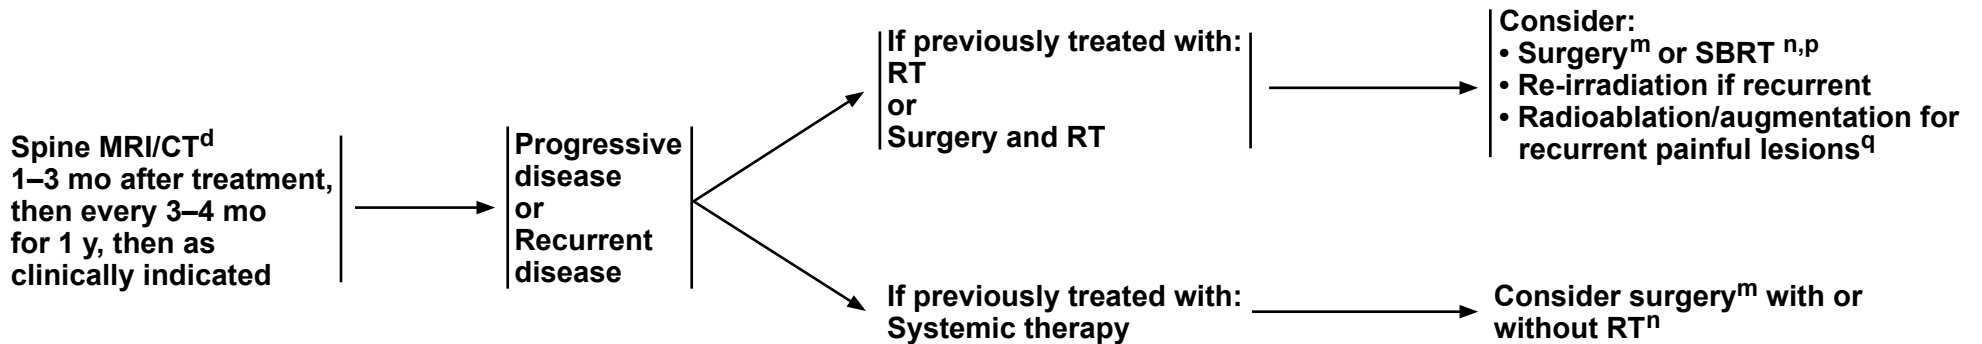 Spine MRI/CTd
1–3 mo after treatment,
then every 3–4 mo
for 1 y, then as
clinically indicated
Progressive
disease
or
Recurrent
disease
If previously treated with:
RT
or
Surgery and RT
Consider:
• Surgerym or SBRT n,p
• Re-irradiation if recurrent
• Radioablation/augmentation for
recurrent painful lesionsq
If previously treated with:
Systemic therapy
Consider surgerym with or
without RTn